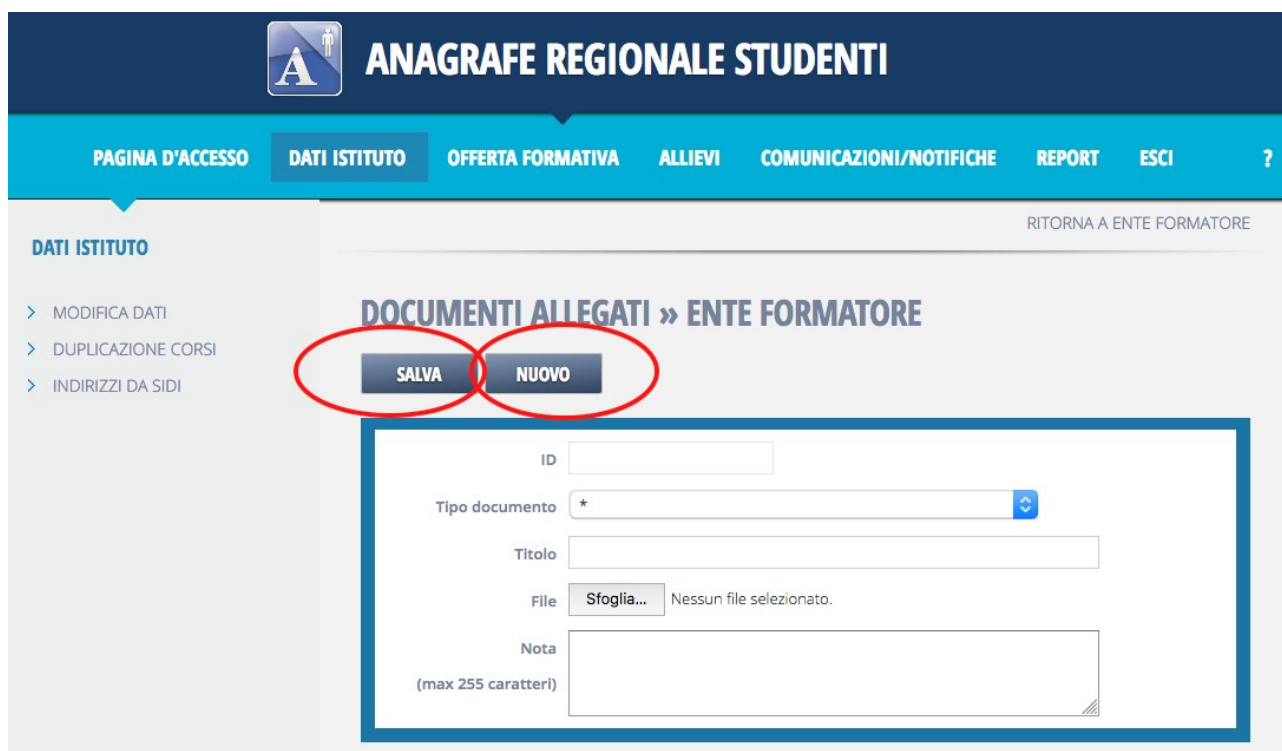 A
ANAGRAFE REGIONALE STUDENTI
PAGINA D'ACCESSO DATI ISTITUTO OFFERTA FORMATIVA ALLIEVI COMUNICAZIONI/NOTIFICHE REPORT ESCI ?
RITORNA A ENTE FORMATORE
DATI ISTITUTO
> MODIFICA DATI
> DUPLICAZIONE CORSI
> INDIRIZZI DA SIDI
DOCUMENTI ALLEGATI » ENTE FORMATORE
SALVA NUOVO
ID
Tipo documento *
Titolo
File Sfoglia... Nessun file selezionato.
Nota
(max 255 caratteri)